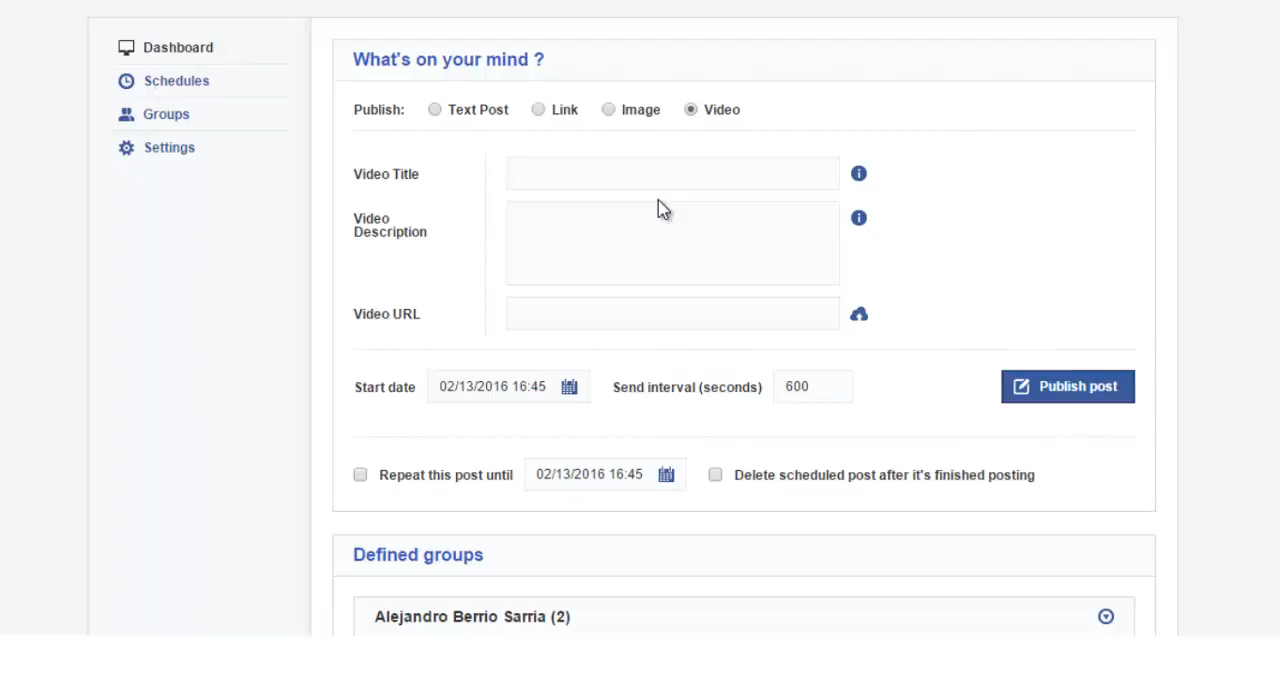 Dashboard
Schedules
Groups
Settings
What's on your mind ?
Publish: Text Post Link Image Video
Video Title
Video
Description
Video URL
Start date 02/13/2016 16:45 Send interval (seconds) 600 Publish post
Repeat this post until 02/13/2016 16:45 Delete scheduled post after it's finished posting
Defined groups
Alejandro Berrio Sarria (2)